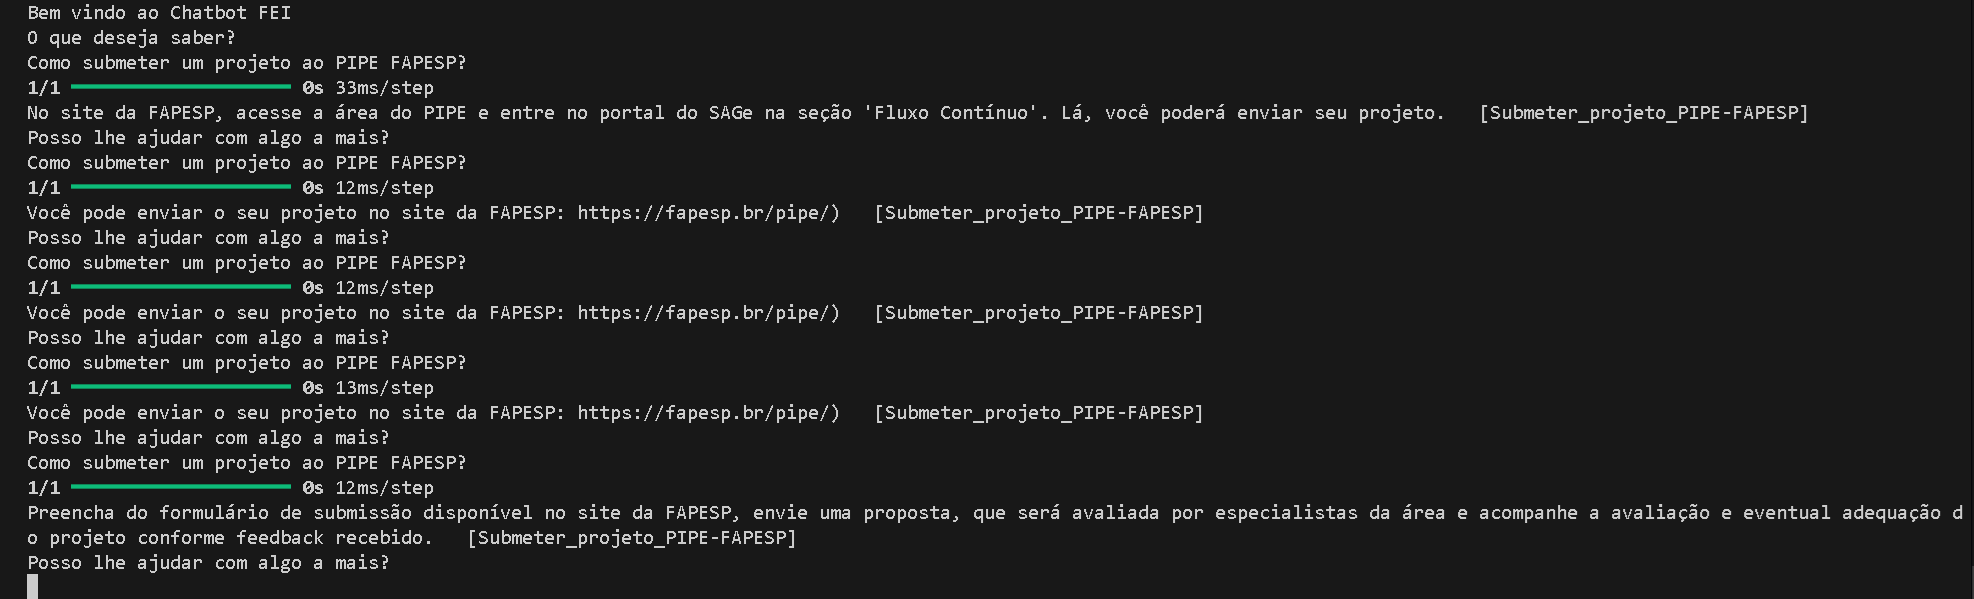 Bem vindo ao Chatbot FEI
O que deseja saber?
Como submeter um projeto ao PIPE FAPESP?
1/1 ━━━━━━━━━━━━━━━━━━━━ 0s 33ms/step
No site da FAPESP, acesse a área do PIPE e entre no portal do SAGe na seção 'Fluxo Contínuo'. Lá, você poderá enviar seu projeto.   [Submeter_projeto_PIPE-FAPESP]
Posso lhe ajudar com algo a mais?
Como submeter um projeto ao PIPE FAPESP?
1/1 ━━━━━━━━━━━━━━━━━━━━ 0s 12ms/step
Você pode enviar o seu projeto no site da FAPESP: https://fapesp.br/pipe/)   [Submeter_projeto_PIPE-FAPESP]
Posso lhe ajudar com algo a mais?
Como submeter um projeto ao PIPE FAPESP?
1/1 ━━━━━━━━━━━━━━━━━━━━ 0s 12ms/step
Você pode enviar o seu projeto no site da FAPESP: https://fapesp.br/pipe/)   [Submeter_projeto_PIPE-FAPESP]
Posso lhe ajudar com algo a mais?
Como submeter um projeto ao PIPE FAPESP?
1/1 ━━━━━━━━━━━━━━━━━━━━ 0s 13ms/step
Você pode enviar o seu projeto no site da FAPESP: https://fapesp.br/pipe/)   [Submeter_projeto_PIPE-FAPESP]
Posso lhe ajudar com algo a mais?
Como submeter um projeto ao PIPE FAPESP?
1/1 ━━━━━━━━━━━━━━━━━━━━ 0s 12ms/step
Preencha do formulário de submissão disponível no site da FAPESP, envie uma proposta, que será avaliada por especialistas da área e acompanhe a avaliação e eventual adequação d
o projeto conforme feedback recebido.   [Submeter_projeto_PIPE-FAPESP]
Posso lhe ajudar com algo a mais?